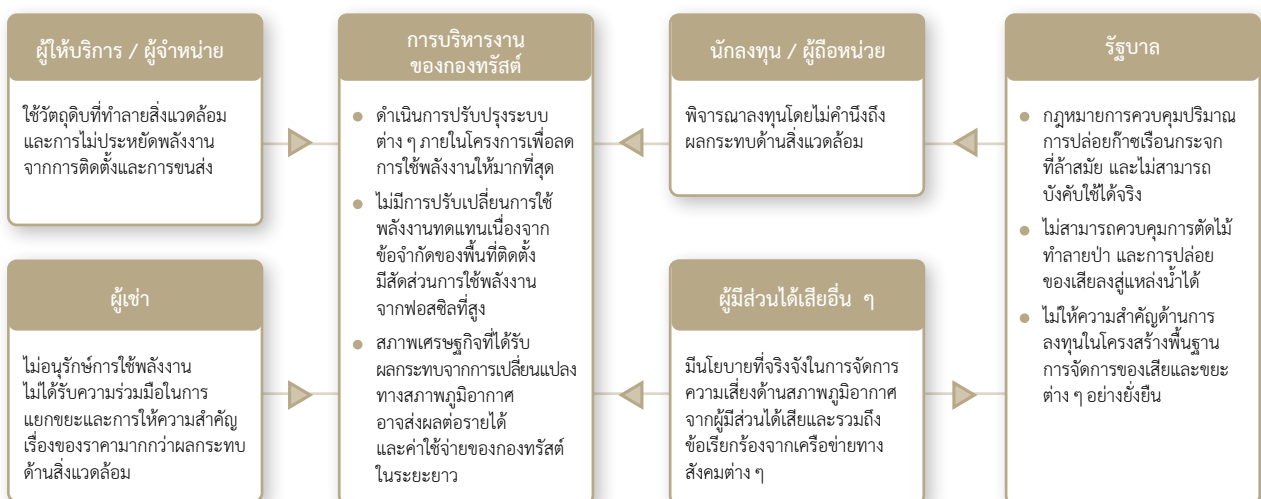 ผู้ให้บริการ / ผู้จำหน่าย
ใช้วัตถุดิบที่ทำลายสิ่งแวดล้อม
และการไม่ประหยัดพลังงาน
จากการติดตั้งและการขนส่ง
ผู้เช่า
ไม่อนุรักษ์การใช้พลังงาน
ไม่ได้รับความร่วมมือในการ
แยกขยะและการให้ความสำคัญ
เรื่องของราคามากกว่าผลกระทบ
ด้านสิ่งแวดล้อม
การบริหารงาน
ของกองทรัสต์
● ดำเนินการปรับปรุงระบบ
ต่าง ๆ ภายในโครงการเพื่อลด
การใช้พลังงานให้มากที่สุด
● ไม่มีการปรับเปลี่ยนการใช้
พลังงานทดแทนเนื่องจาก
ข้อจำกัดของพื้นที่ติดตั้ง
มีสัดส่วนการใช้พลังงาน
จากฟอสซิลที่สูง
● สภาพเศรษฐกิจที่ได้รับ
ผลกระทบจากการเปลี่ยนแปลง
ทางสภาพภูมิอากาศ
อาจส่งผลต่อรายได้
และค่าใช้จ่ายของกองทรัสต์
ในระยะยาว
นักลงทุน / ผู้ถือหน่วย
พิจารณาลงทุนโดยไม่คำนึงถึง
ผลกระทบด้านสิ่งแวดล้อม
ผู้มีส่วนได้เสียอื่น ๆ
มีนโยบายที่จริงจังในการจัดการ
ความเสี่ยงด้านสภาพภูมิอากาศ
จากผู้มีส่วนได้เสียและรวมถึง
ข้อเรียกร้องจากเครือข่ายทาง
สังคมต่าง ๆ
รัฐบาล
● กฎหมายการควบคุมปริมาณ
การปล่อยก๊าซเรือนกระจก
ที่ล้าสมัย และไม่สามารถ
บังคับใช้ได้จริง
● ไม่สามารถควบคุมการตัดไม้
ทำลายป่า และการปล่อย
ของเสียลงสู่แหล่งน้ำได้
● ไม่ให้ความสำคัญด้านการ
ลงทุนในโครงสร้างพื้นฐาน
การจัดการของเสียและขยะ
ต่าง ๆ อย่างยั่งยืน